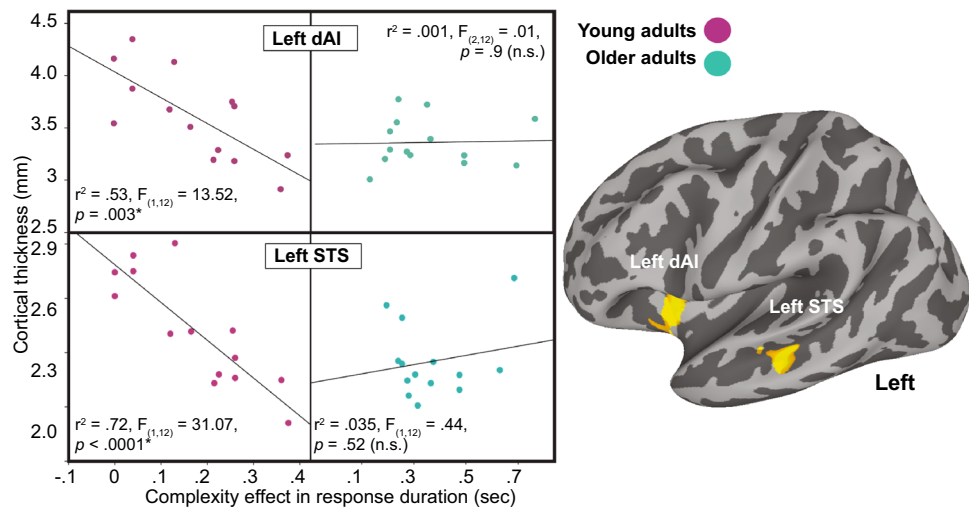 Left dAI
r² = .001, F(2,12) = .01,
p = .9 (n.s.)
Young adults
Older adults
4.5
4.0
3.5
3
2.5
r² = .53, F(1,12) = 13.52,
p = .003*
Cortical thickness (mm)
Left STS
2.9
2.6
2.3
2.0
r² = .72, F(1,12) = 31.07,
p < .0001*
r² = .035, F(1,12) = .44,
p = .52 (n.s.)
-.1 0 .1 .2 .3 .4 .1 .3 .5 .7
Complexity effect in response duration (sec)
Left dAI
Left STS
Left